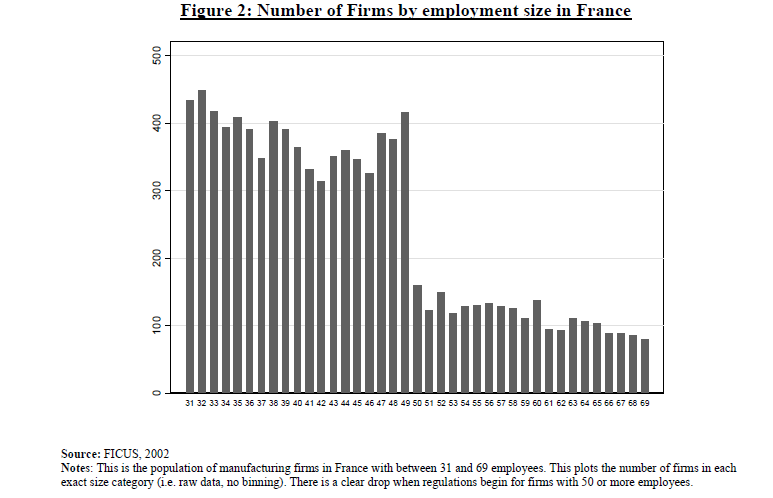 Figure 2: Number of Firms by employment size in France
500
400
300
200
100
0
31 32 33 34 35 36 37 38 39 40 41 42 43 44 45 46 47 48 49 50 51 52 53 54 55 56 57 58 59 60 61 62 63 64 65 66 67 68 69
Source: FICUS, 2002
Notes: This is the population of manufacturing firms in France with between 31 and 69 employees. This plots the number of firms in each
exact size category (i.e. raw data, no binning). There is a clear drop when regulations begin for firms with 50 or more employees.